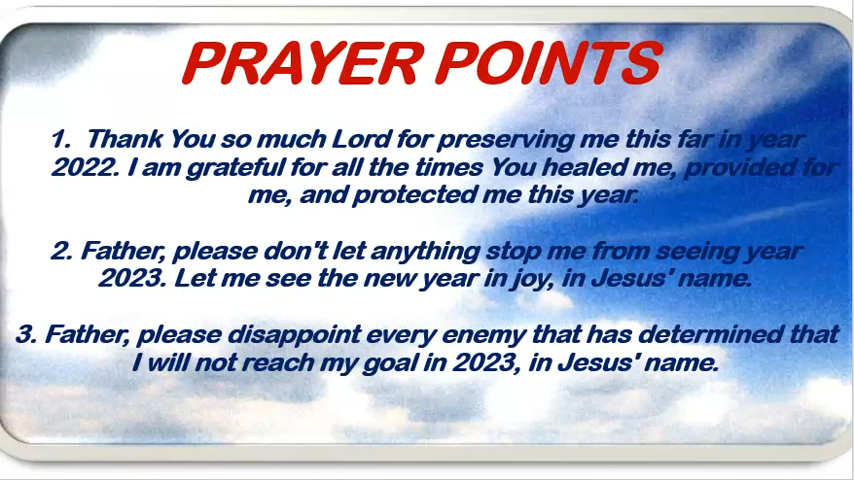 PRAYER POINTS
1. Thank You so much Lord for preserving me this far in year
2022. I am grateful for all the times You healed me, provided for
me, and protected me this year.
2. Father, please don't let anything stop me from seeing year
2023. Let me see the new year in joy, in Jesus' name.
3. Father, please disappoint every enemy that has determined that
I will not reach my goal in 2023, in Jesus' name.